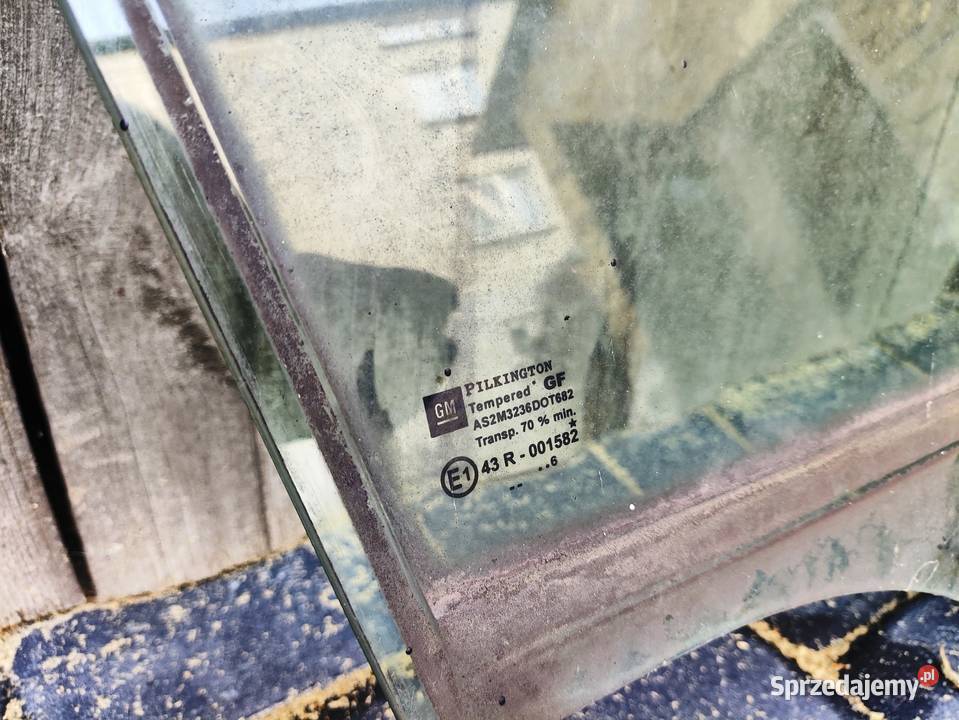 GM
PILKINGTON
Tempered GF
AS2M3236DOT682
Transp. 70 % min.
E1 43 R - 001582
. . 6
Sprzedajemy.pl